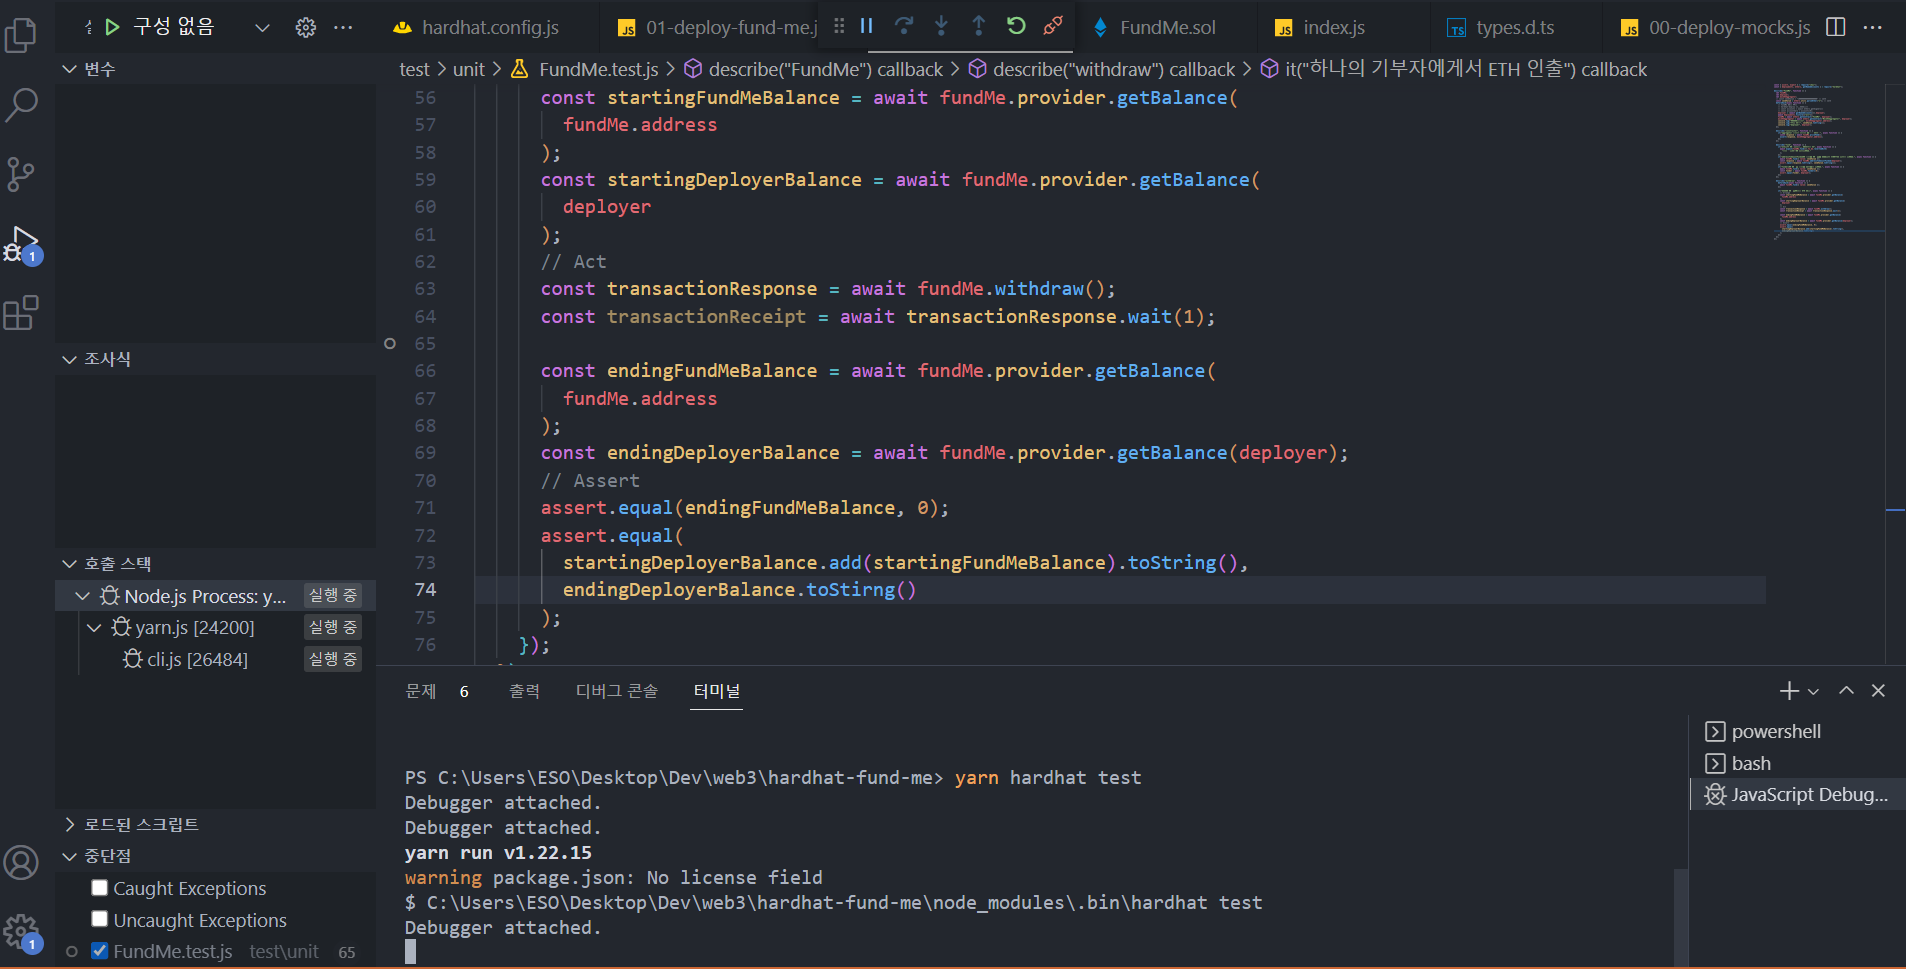 구성 없음
hardhat.config.js
01-deploy-fund-me.j
FundMe.sol
index.js
types.d.ts
00-deploy-mocks.js
변수
test > unit > FundMe.test.js > describe("FundMe") callback > describe("withdraw") callback > it("하나의 기부자에게서 ETH 인출") callback
56 const startingFundMeBalance = await fundMe.provider.getBalance(
57 fundMe.address
58 );
59 const startingDeployerBalance = await fundMe.provider.getBalance(
60 deployer
61 );
62 // Act
63 const transactionResponse = await fundMe.withdraw();
64 const transactionReceipt = await transactionResponse.wait(1);
65
66 const endingFundMeBalance = await fundMe.provider.getBalance(
67 fundMe.address
68 );
69 const endingDeployerBalance = await fundMe.provider.getBalance(deployer);
70 // Assert
71 assert.equal(endingFundMeBalance, 0);
72 assert.equal(
73 startingDeployerBalance.add(startingFundMeBalance).toString(),
74 endingDeployerBalance.toStirng()
75 );
76 });
조사식
호출 스택
Node.js Process: y... 실행 중
yarn.js [24200] 실행 중
cli.js [26484] 실행 중
로드된 스크립트
중단점
Caught Exceptions
Uncaught Exceptions
FundMe.test.js test\unit 65
1
1
문제 6 출력 디버그 콘솔 터미널
PS C:\Users\ESO\Desktop\Dev\web3\hardhat-fund-me> yarn hardhat test
Debugger attached.
Debugger attached.
yarn run v1.22.15
warning package.json: No license field
$ C:\Users\ESO\Desktop\Dev\web3\hardhat-fund-me\node_modules\.bin\hardhat test
Debugger attached.
powershell
bash
JavaScript Debug...